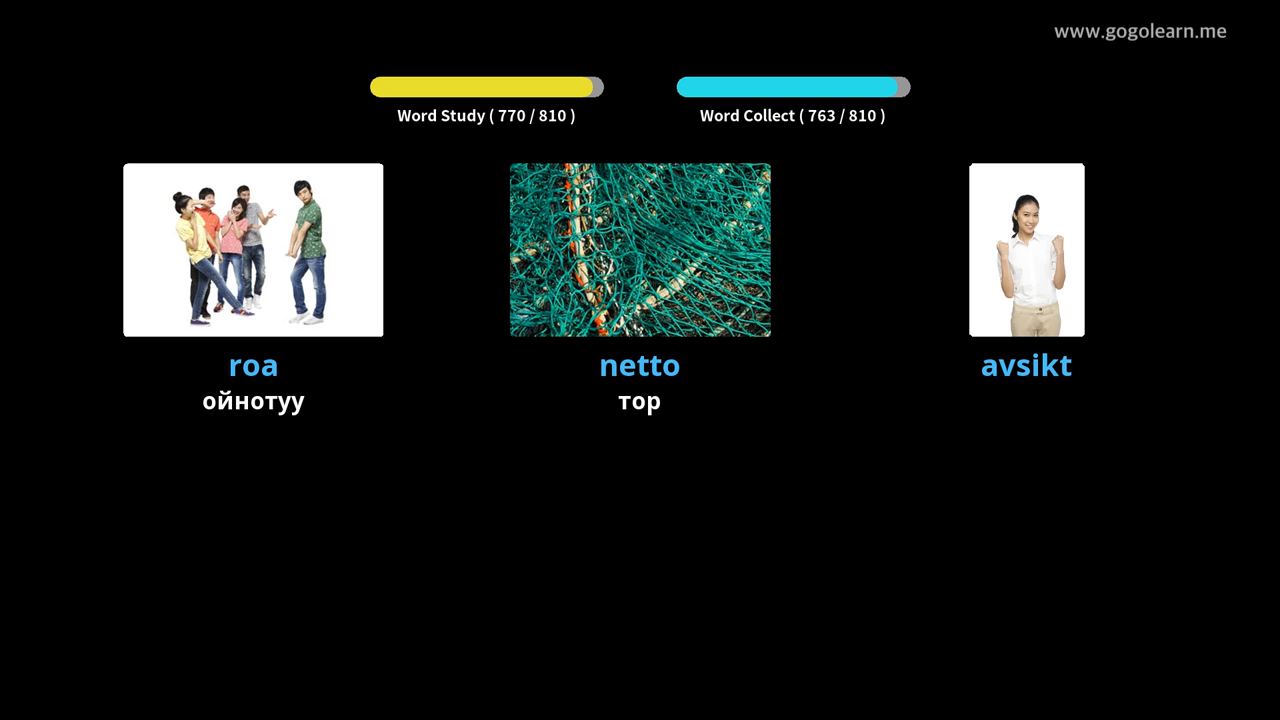 www.gogolearn.me
Word Study ( 770 / 810 )
Word Collect ( 763 / 810 )
roa
ойнотуу
netto
тор
avsikt